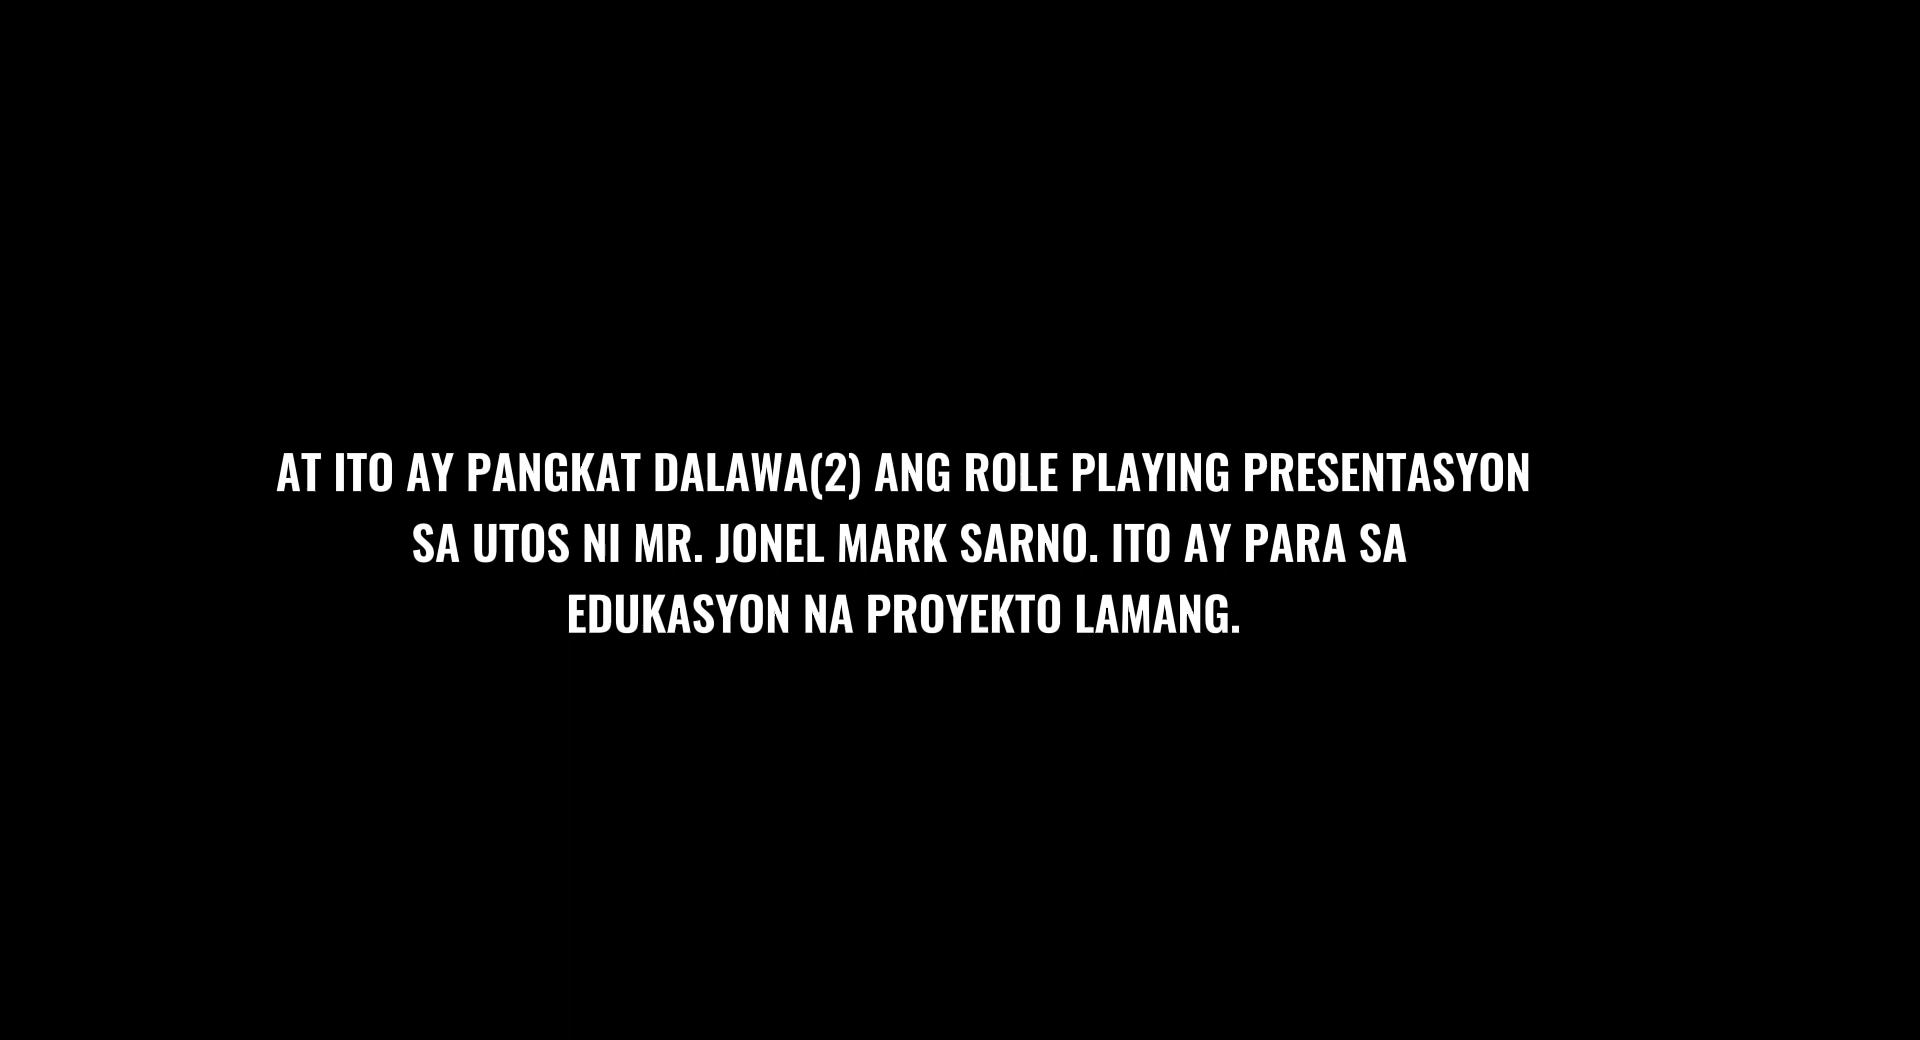 AT ITO AY PANGKAT DALAWA(2) ANG ROLE PLAYING PRESENTASYON
SA UTOS NI MR. JONEL MARK SARNO. ITO AY PARA SA
EDUKASYON NA PROYEKTO LAMANG.